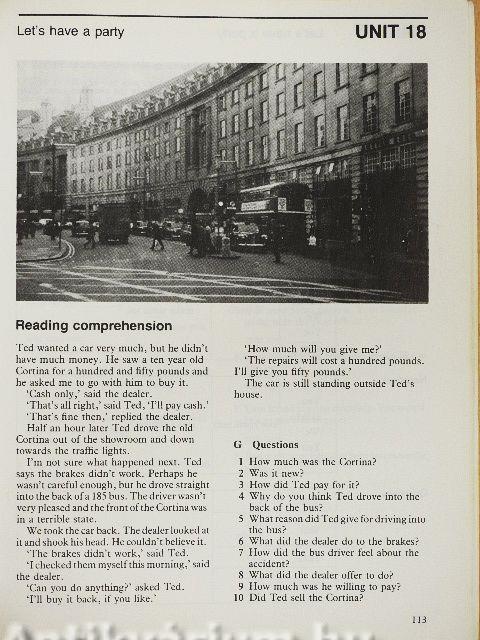 Let's have a party
UNIT 18
Reading comprehension
Ted wanted a car very much, but he didn't
have much money. He saw a ten year old
Cortina for a hundred and fifty pounds and
he asked me to go with him to buy it.
'Cash only,' said the dealer.
'That's all right,' said Ted, 'I'll pay cash.'
'That's fine then,' replied the dealer.
Half an hour later Ted drove the old
Cortina out of the showroom and down
towards the traffic lights.
I'm not sure what happened next. Ted
says the brakes didn't work. Perhaps he
wasn't careful enough, but he drove straight
into the back of a 185 bus. The driver wasn't
very pleased and the front of the Cortina was
in a terrible state.
We took the car back. The dealer looked at
it and shook his head. He couldn't believe it.
'The brakes didn't work,' said Ted.
'I checked them myself this morning,' said
the dealer.
'Can you do anything?' asked Ted.
'I'll buy it back, if you like.'
'How much will you give me?'
'The repairs will cost a hundred pounds.
I'll give you fifty pounds.'
The car is still standing outside Ted's
house.
G Questions
1 How much was the Cortina?
2 Was it new?
3 How did Ted pay for it?
4 Why do you think Ted drove into the
back of the bus?
5 What reason did Ted give for driving into
the bus?
6 What did the dealer do to the brakes?
7 How did the bus driver feel about the
accident?
8 What did the dealer offer to do?
9 How much was he willing to pay?
10 Did Ted sell the Cortina?
113